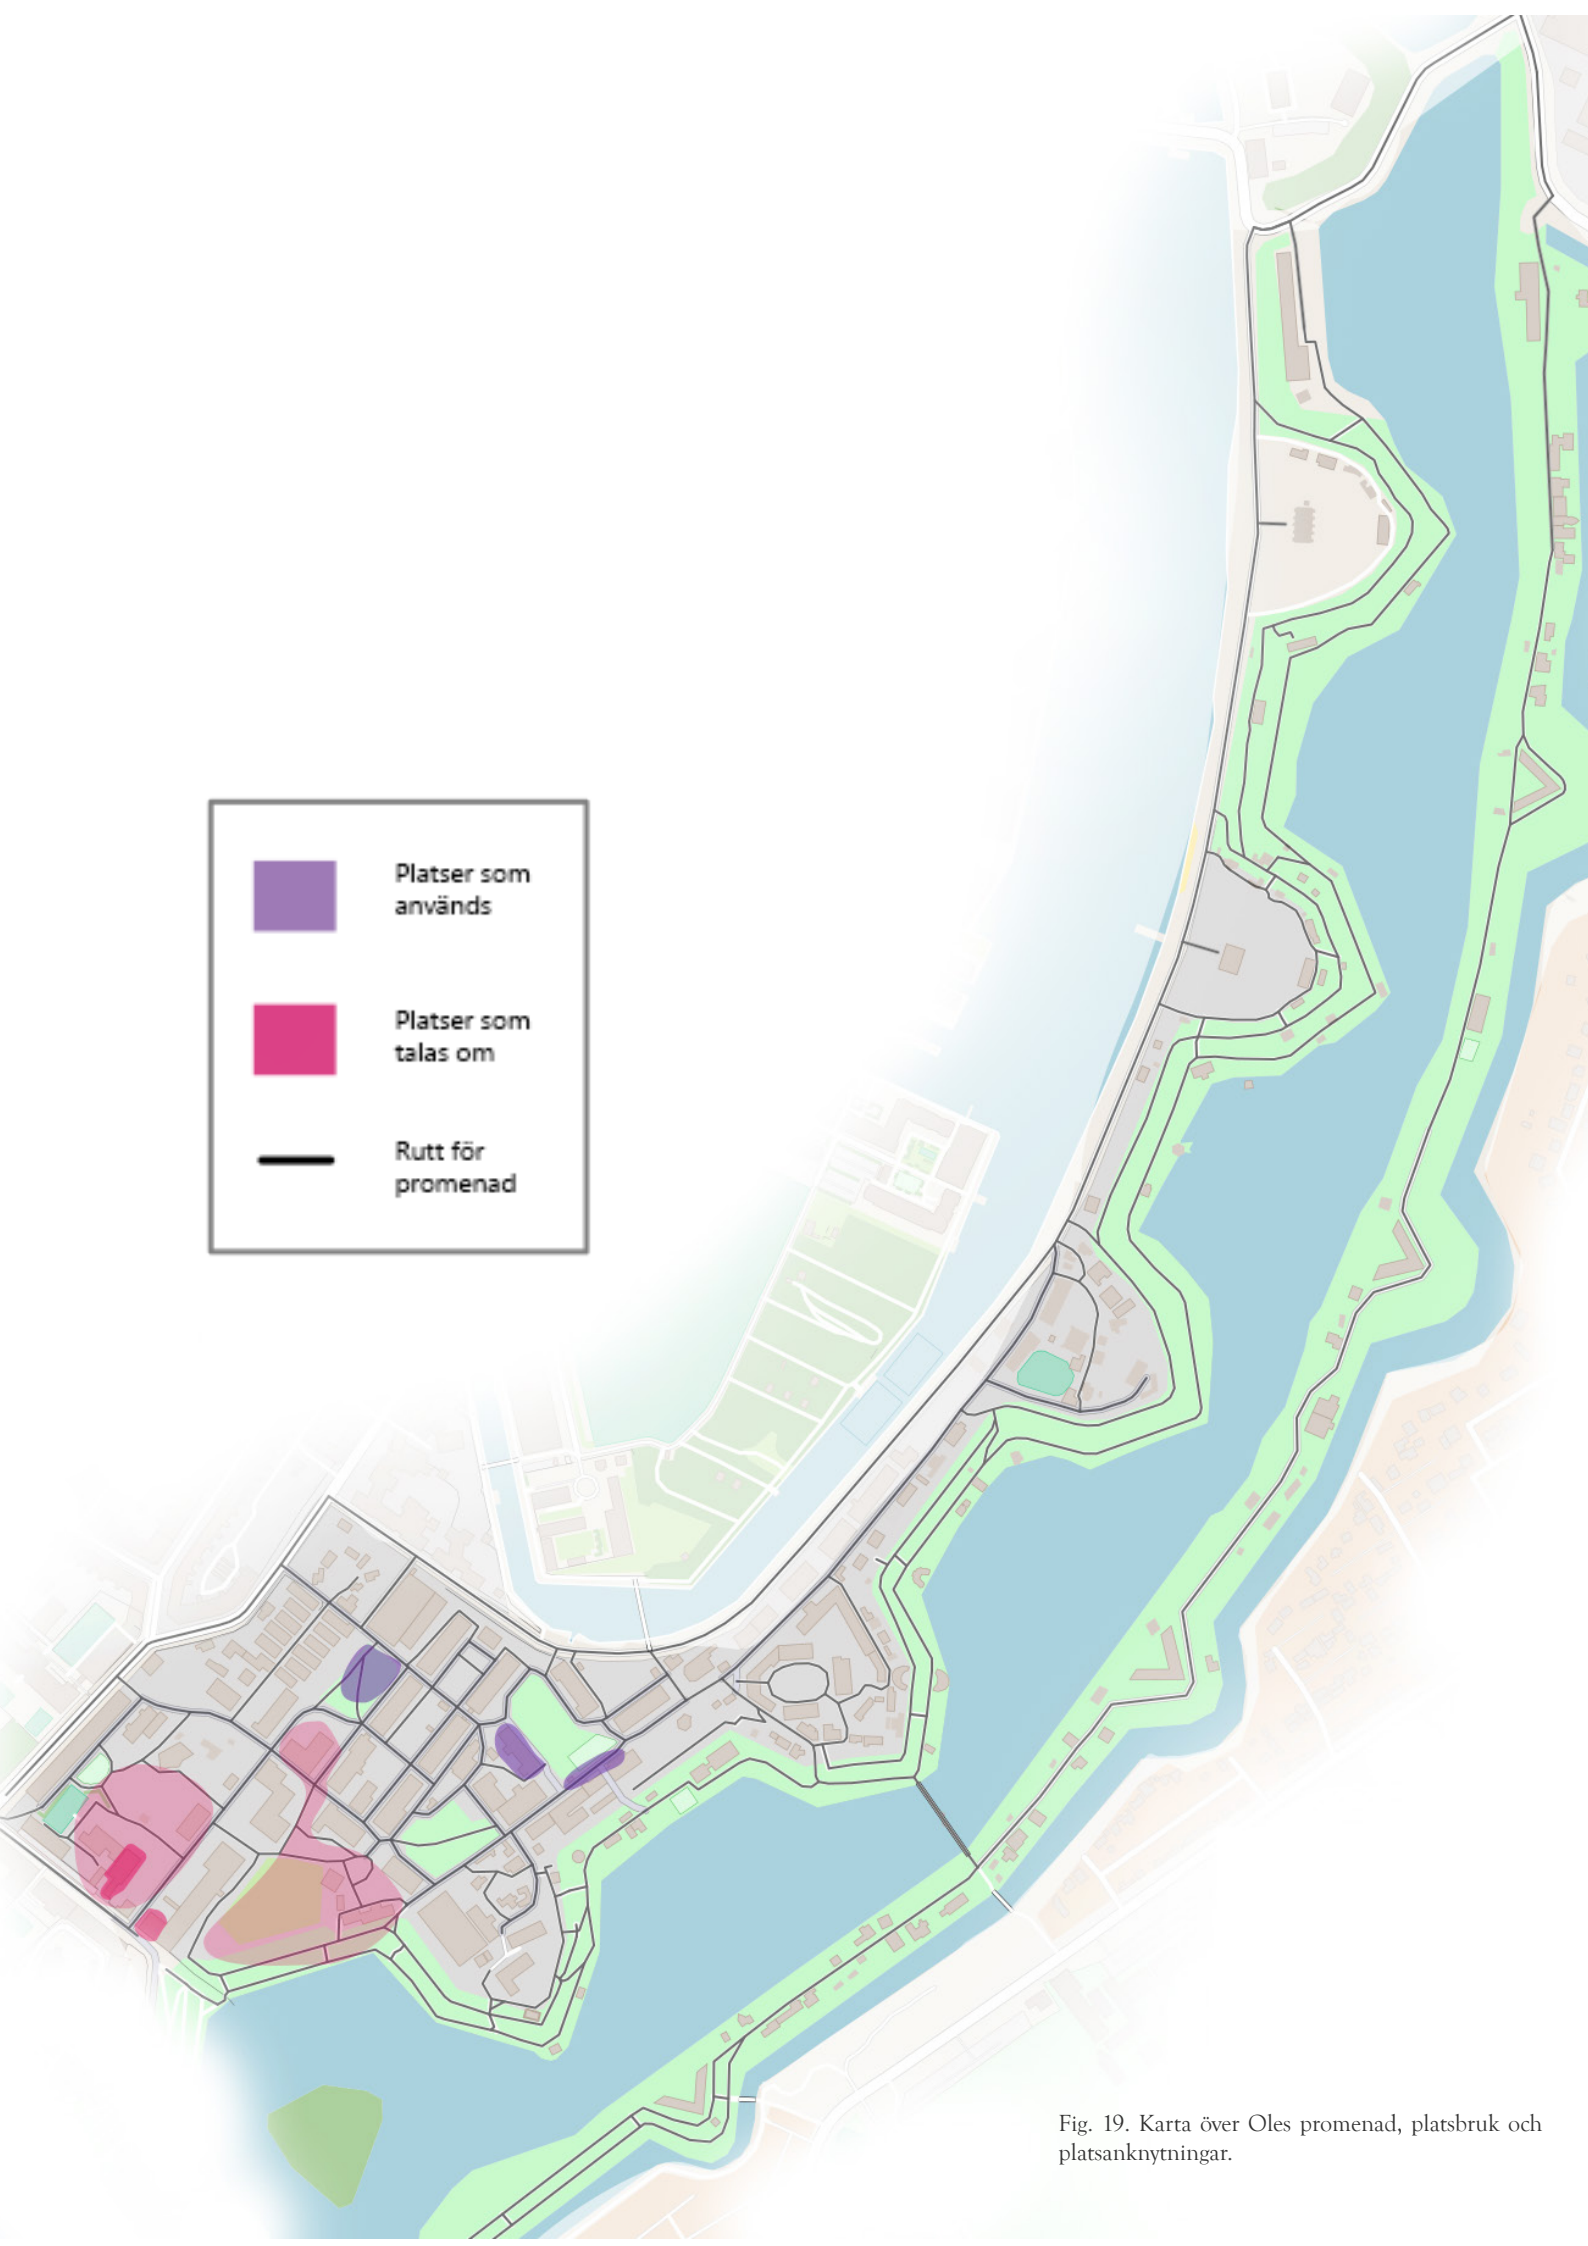 Platser som
används
Platser som
talas om
Rutt för
promenad
Fig. 19. Karta över Oles promenad, platsbruk och
platsanknytningar.